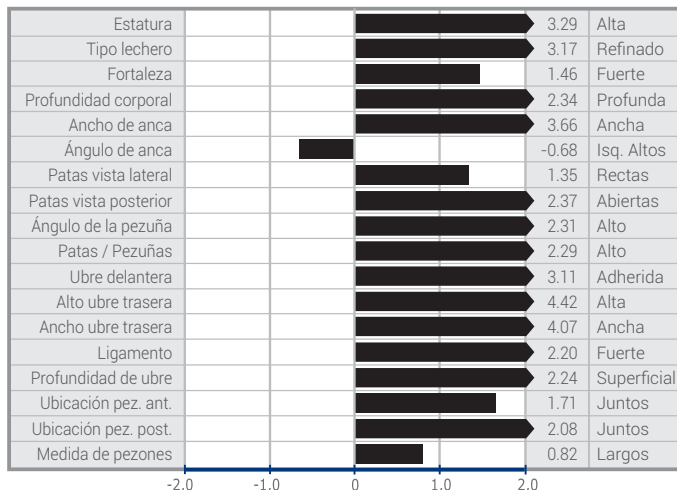 Estatura 3.29 Alta
Tipo lechero 3.17 Refinado
Fortaleza 1.46 Fuerte
Profundidad corporal 2.34 Profunda
Ancho de anca 3.66 Ancha
Ángulo de anca -0.68 Isq. Altos
Patas vista lateral 1.35 Rectas
Patas vista posterior 2.37 Abiertas
Ángulo de la pezuña 2.31 Alto
Patas / Pezuñas 2.29 Alto
Ubre delantera 3.11 Adherida
Alto ubre trasera 4.42 Alta
Ancho ubre trasera 4.07 Ancha
Ligamento 2.20 Fuerte
Profundidad de ubre 2.24 Superficial
Ubicación pez. ant. 1.71 Juntos
Ubicación pez. post. 2.08 Juntos
Medida de pezones 0.82 Largos
-2.0 -1.0 0 1.0 2.0